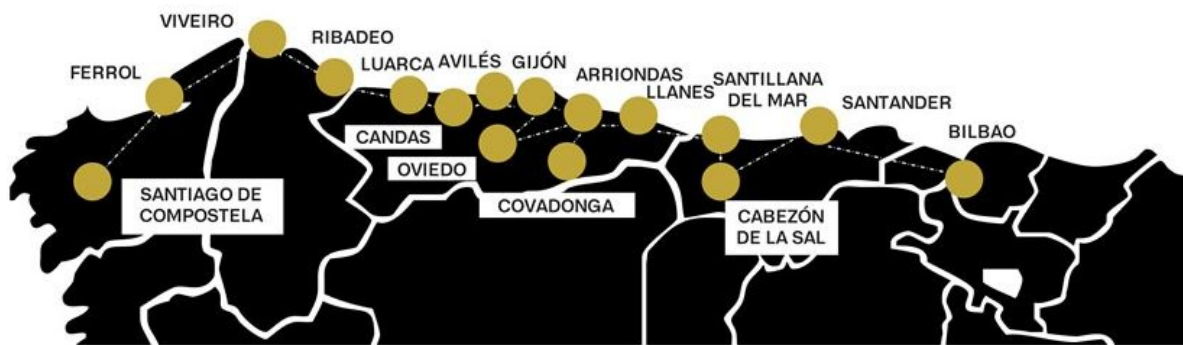 VIVEIRO
RIBADEO
FERROL
LUARCA
AVILÉS
GIJÓN
ARRIONDAS
LLANES
SANTILLANA
DEL MAR
SANTANDER
BILBAO
CANDAS
OVIEDO
SANTIAGO DE
COMPOSTELA
COVADONGA
CABEZÓN
DE LA SAL